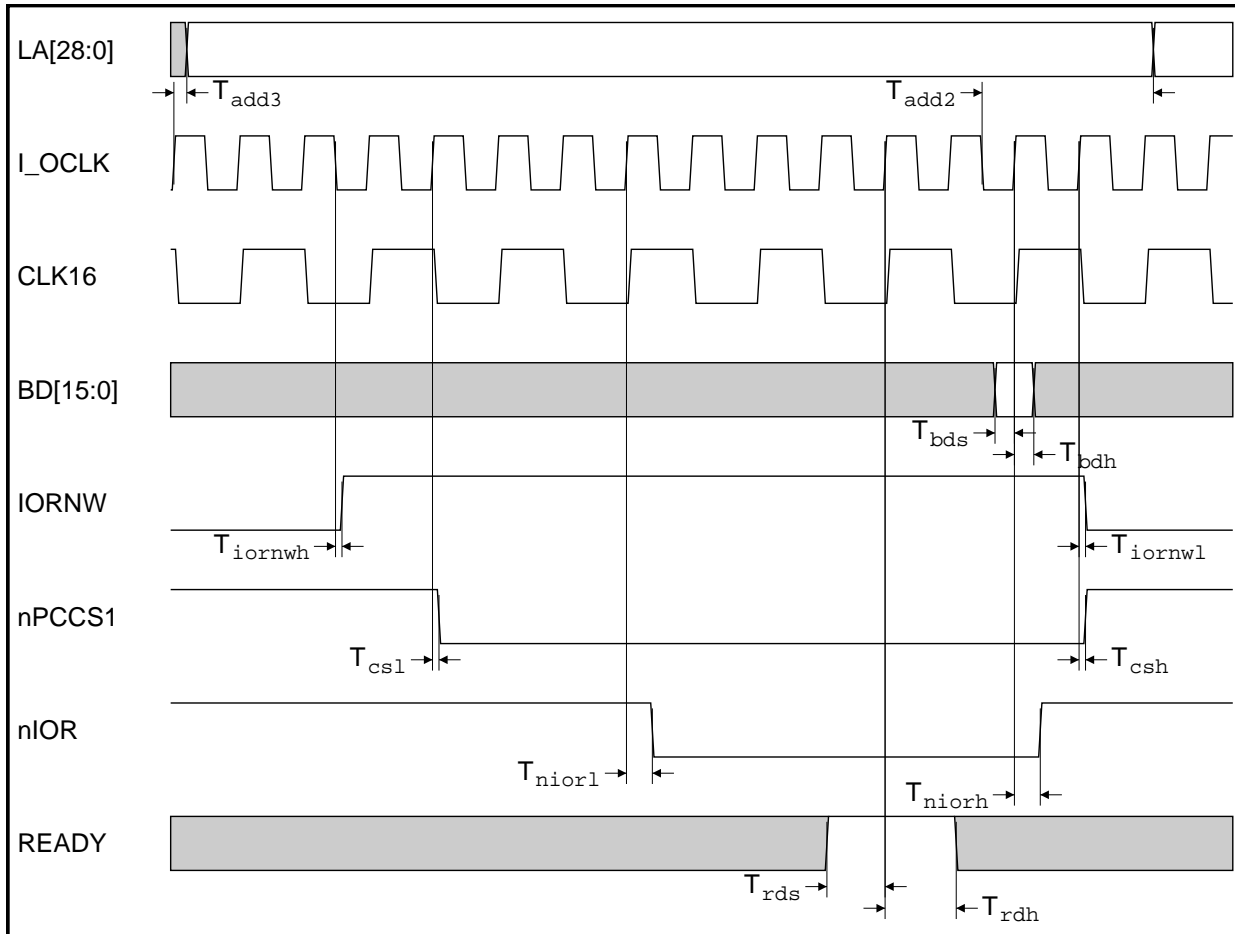 LA[28:0]
Tadd3
Tadd2
I_OCLK
CLK16
BD[15:0]
Tbds
Tbdh
IORNW
Tiornwh
Tiornwl
nPCCS1
Tcsl
Tcsh
nIOR
Tniorl
Tniorh
READY
Trds
Trdh